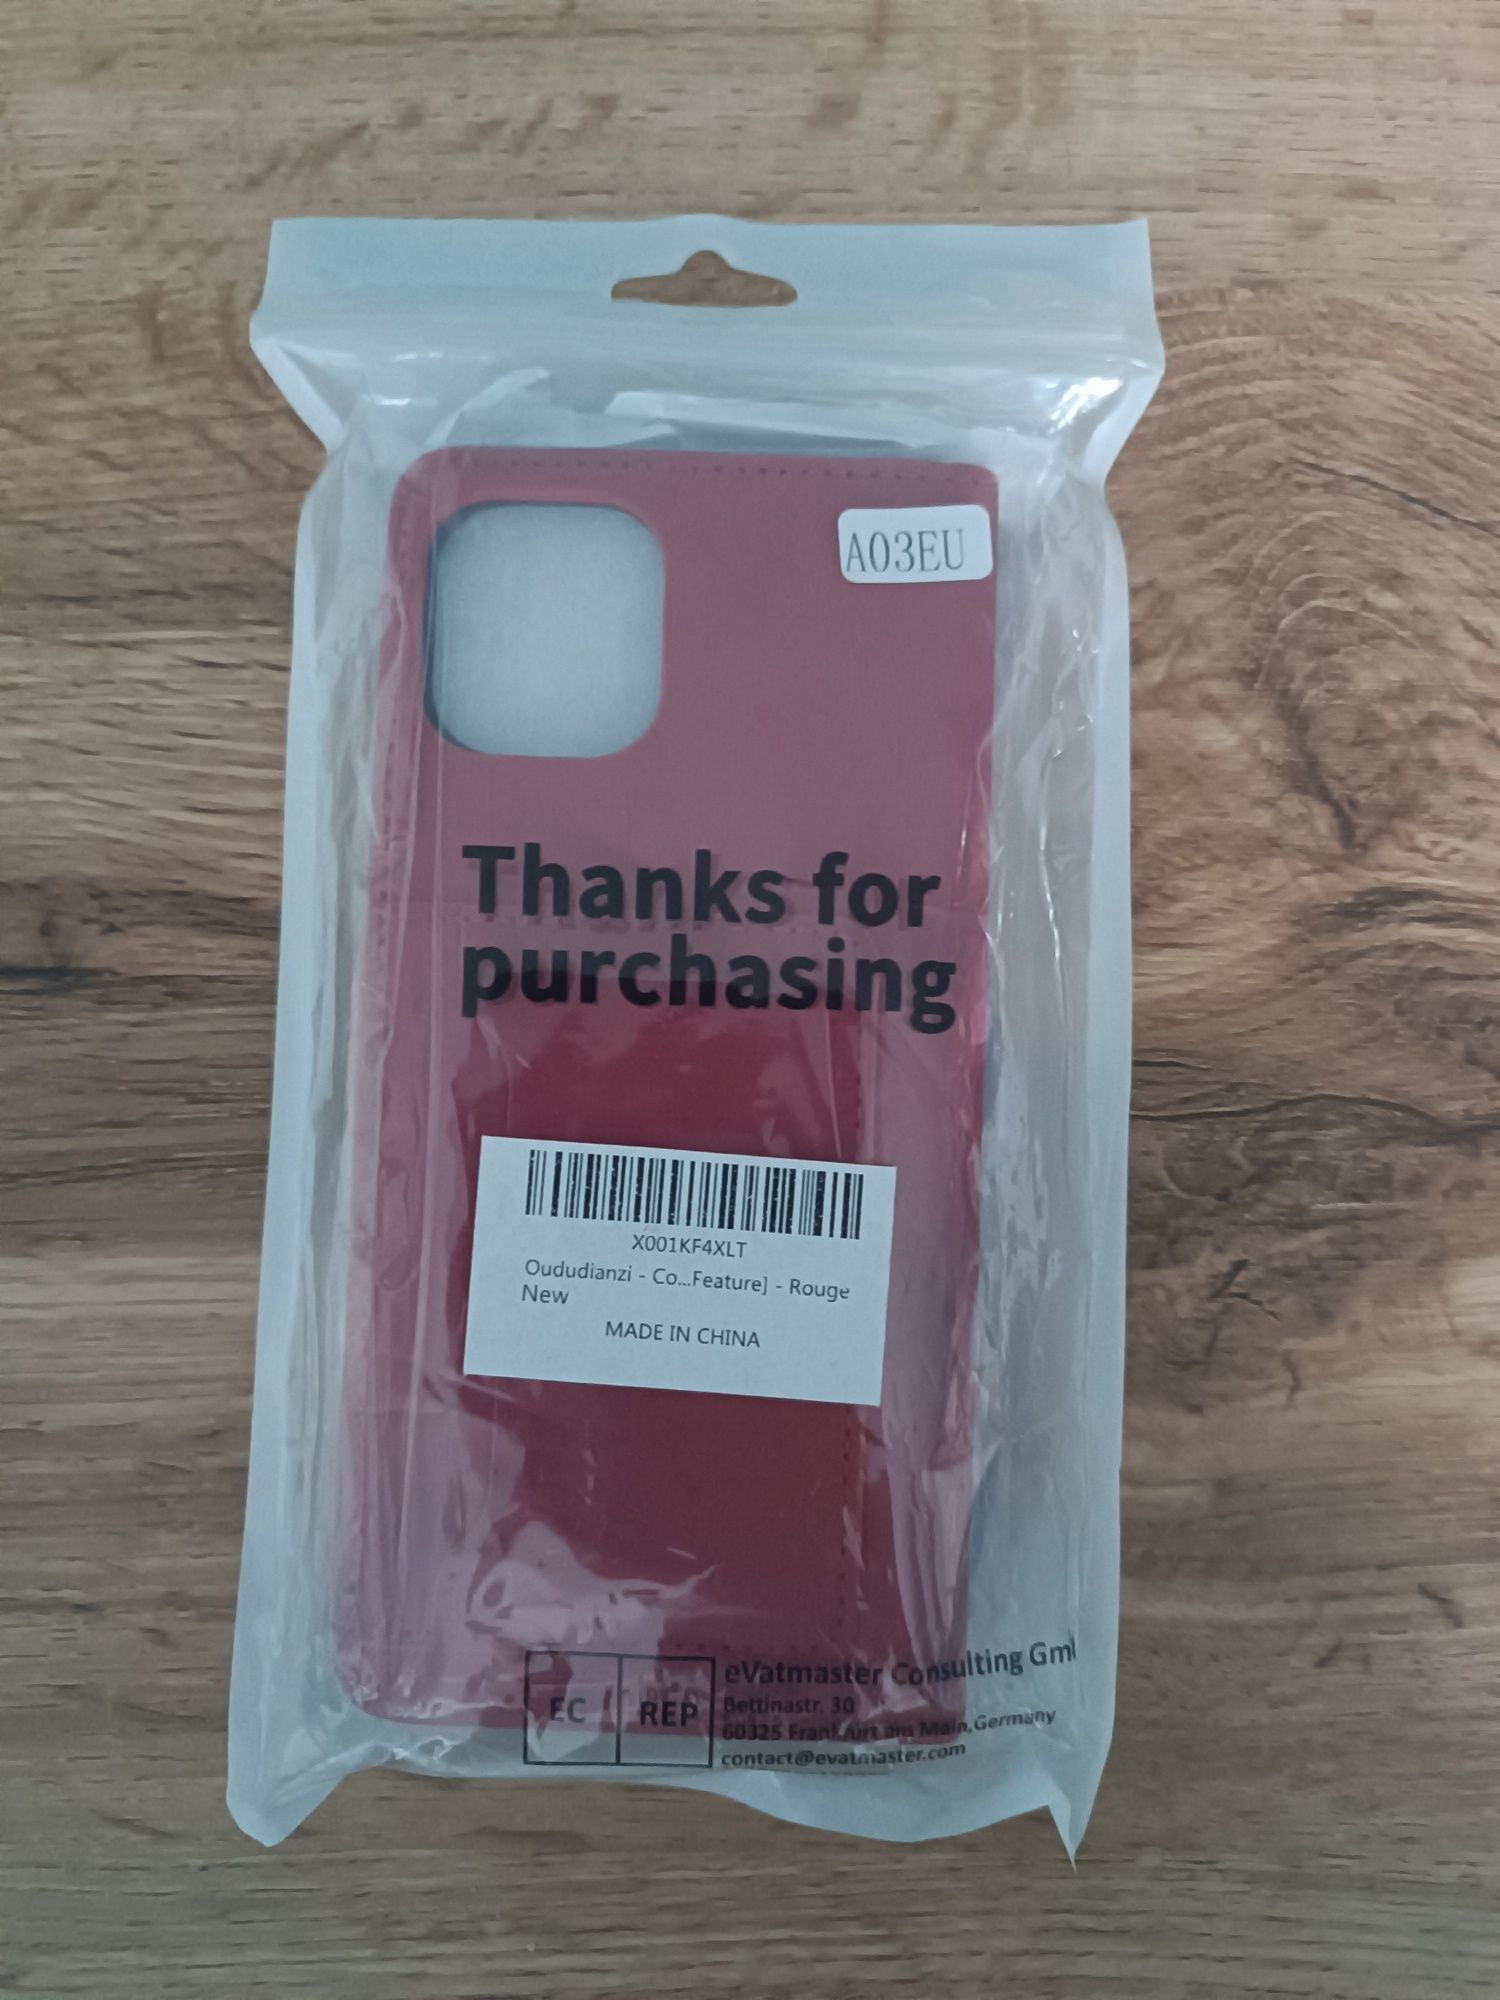 A03EU
Thanks for
purchasing
X001KF4XLT
Oududianzi - Co...Feature] - Rouge
New
MADE IN CHINA
EC REP
eVatmaster Consulting Gm
Bettinastr. 30
60325 Frankfurt am Main,Germany
contact@evatmaster.com